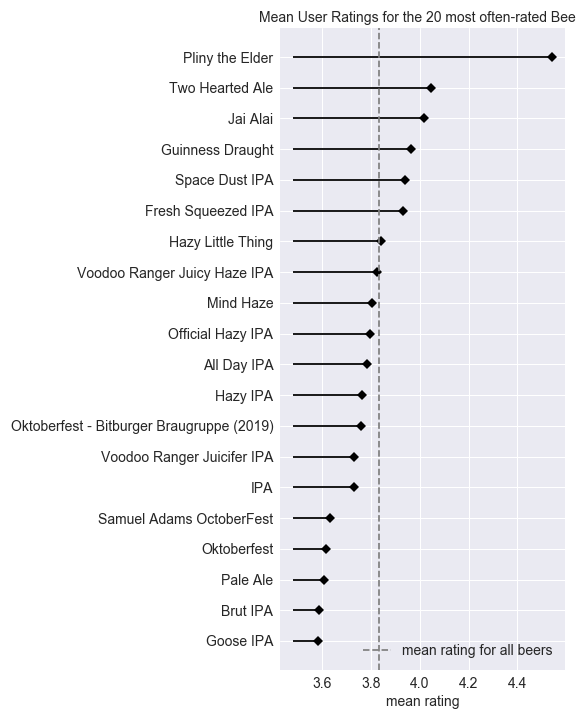 Mean User Ratings for the 20 most often-rated Bee
Pliny the Elder
Two Hearted Ale
Jai Alai
Guinness Draught
Space Dust IPA
Fresh Squeezed IPA
Hazy Little Thing
Voodoo Ranger Juicy Haze IPA
Mind Haze
Official Hazy IPA
All Day IPA
Hazy IPA
Oktoberfest - Bitburger Braugruppe (2019)
Voodoo Ranger Juicifer IPA
IPA
Samuel Adams OctoberFest
Oktoberfest
Pale Ale
Brut IPA
Goose IPA
mean rating for all beers
3.6 3.8 4.0 4.2 4.4
mean rating